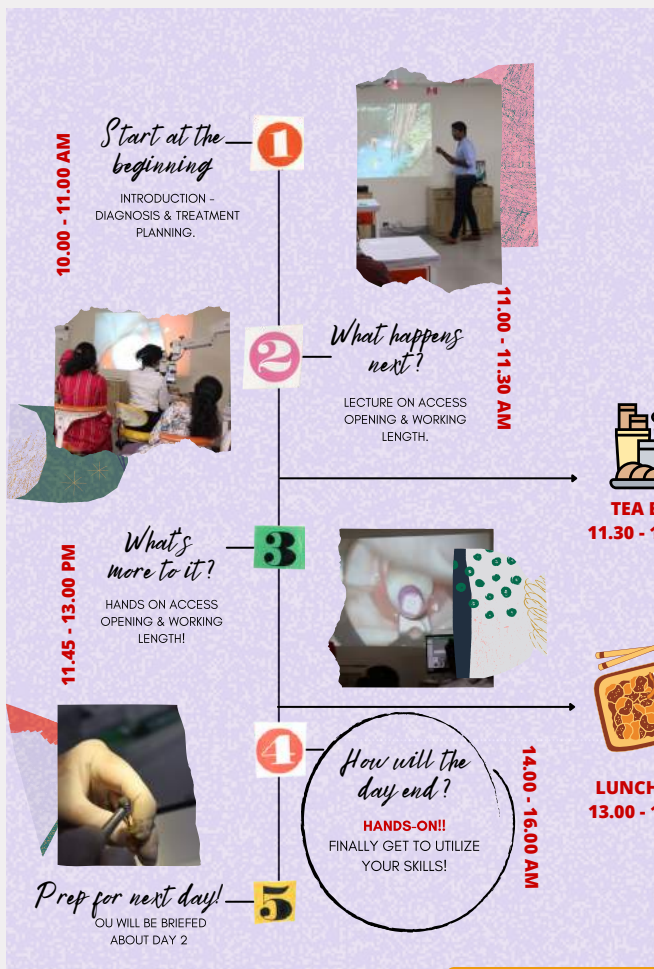 10.00 - 11.00 AM
Start at the
beginning
1
INTRODUCTION -
DIAGNOSIS & TREATMENT
PLANNING.
2
What happens
next?
11.00 - 11.30 AM
LECTURE ON ACCESS
OPENING & WORKING
LENGTH.
TEA
11.30 -
11.45 - 13.00 PM
What's
more to it?
3
HANDS ON ACCESS
OPENING & WORKING
LENGTH!
4
How will the
day end?
14.00 - 16.00 AM
HANDS-ON!!
FINALLY GET TO UTILIZE
YOUR SKILLS!
LUNCH
13.00 -
Prep for next day!
5
OU WILL BE BRIEFED
ABOUT DAY 2